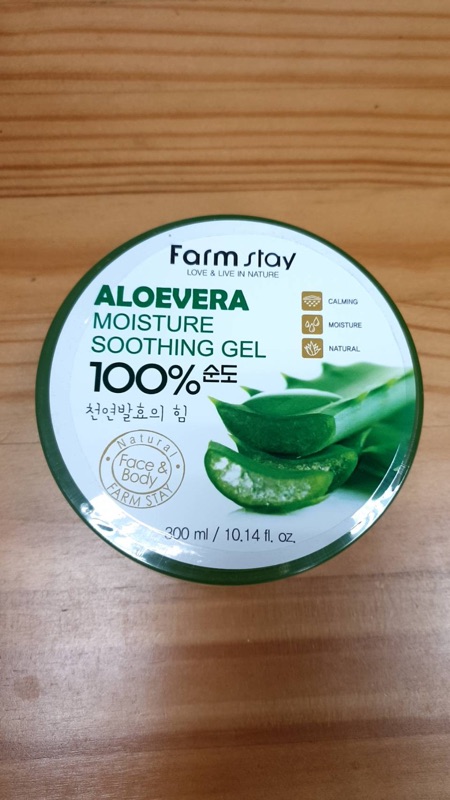 Farm stay
LOVE & LIVE IN NATURE
ALOEVERA
MOISTURE
SOOTHING GEL
100% 순도
천연발효의 힘
CALMING
MOISTURE
NATURAL
Natural
Face &
Body
FARM STAY
300 ml / 10.14 fl. oz.